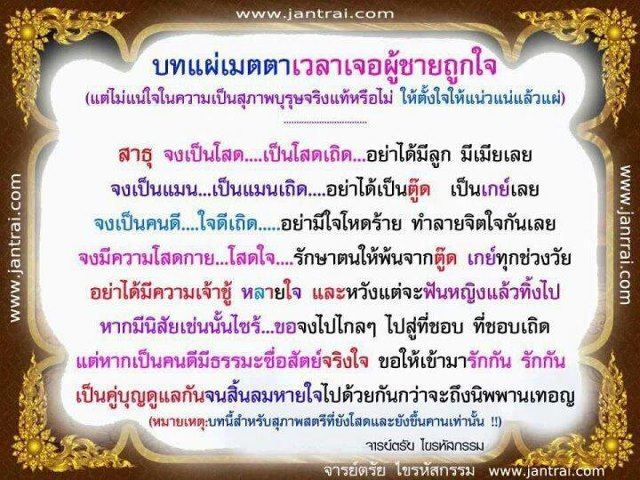 www.jantrai.com
บทแผ่เมตตาเวลาเจอผู้ชายถูกใจ
(แต่ไม่แน่ใจในความเป็นสุภาพบุรุษจริงแท้หรือไม่ ให้ตั้งใจให้แน่วแน่แล้วแผ่)
สาธุ จงเป็นโสด....เป็นโสดเถิด...อย่าได้มีลูก มีเมียเลย
จงเป็นแมน...เป็นแมนเถิด....อย่าได้เป็นตู๊ด เป็นเกย์เลย
จงเป็นคนดี....ใจดีเถิด.....อย่ามีใจโหดร้าย ทำลายจิตใจกันเลย
จงมีความโสดกาย...โสดใจ....รักษาตนให้พ้นจากตู๊ด เกย์ทุกช่วงวัย
อย่าได้มีความเจ้าชู้ หลายใจ และหวังแต่จะฟันหญิงแล้วทิ้งไป
หากมีนิสัยเช่นนั้นไซร้...ขอจงไปไกลๆ ไปสู่ที่ชอบ ที่ชอบเถิด
แต่หากเป็นคนดีมีธรรมะชื่อสัตย์จริงใจ ขอให้เข้ามารักกัน รักกัน
เป็นคู่บุญดูแลกันจนสิ้นลมหายใจไปด้วยกันกว่าจะถึงนิพพานเทอญ
(หมายเหตุ:บทนี้สำหรับสุภาพสตรีที่ยังโสดและยังขึ้นคานเท่านั้น !!)
จารย์ตรัย ไขรหัสกรรม
จารย์ตรัย ไขรหัสกรรม www.jantrai.com
www.jantrai.com
www.jantrrai.com